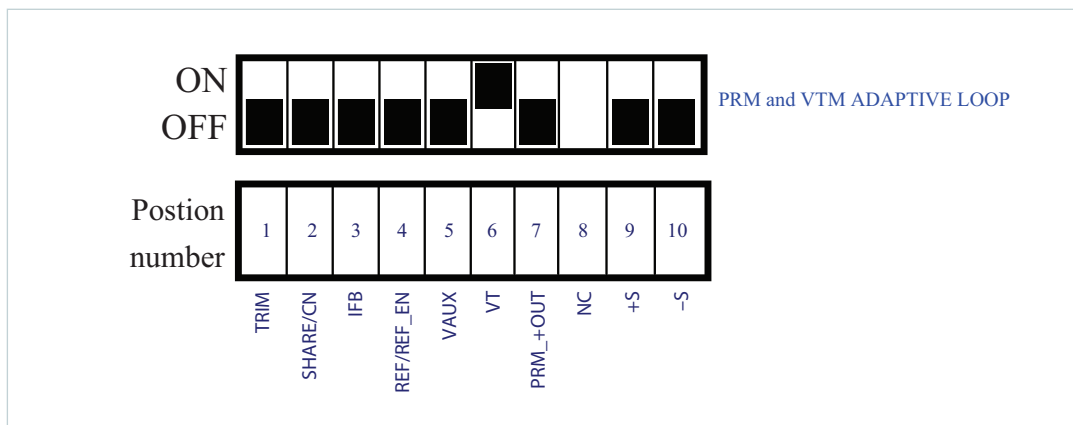 ON
OFF
PRM and VTM ADAPTIVE LOOP
Postion
number
1 2 3 4 5 6 7 8 9 10
TRIM
SHARE/CN
IFB
REF/REF_EN
VAUX
VT
PRM_+OUT
NC
+S
–S